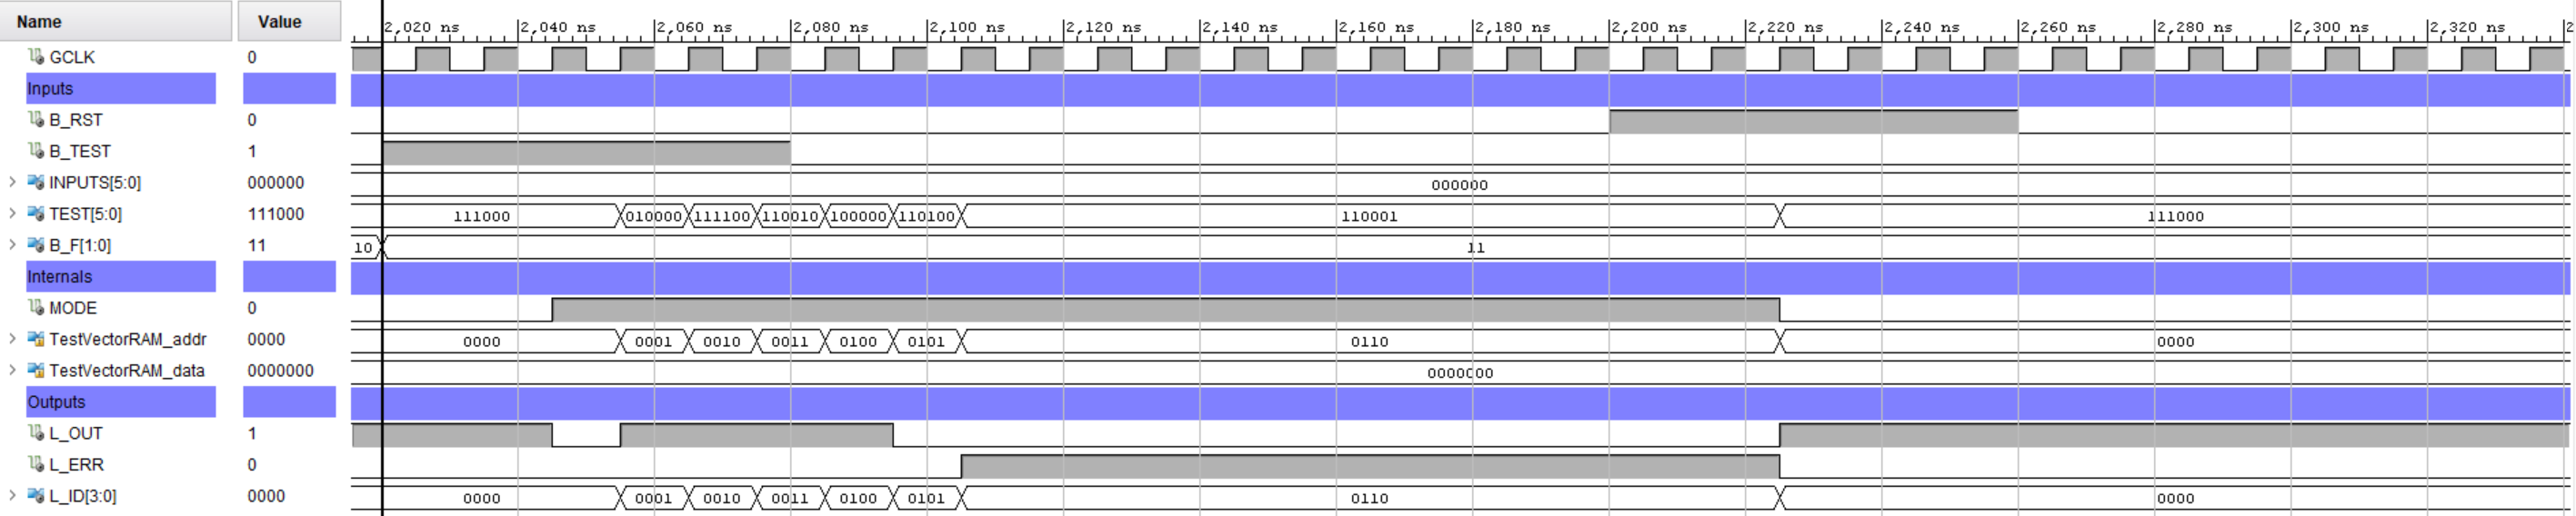 Name Value 2,020 ns 2,040 ns 2,060 ns 2,080 ns 2,100 ns 2,120 ns 2,140 ns 2,160 ns 2,180 ns 2,200 ns 2,220 ns 2,240 ns 2,260 ns 2,280 ns 2,300 ns 2,320 ns 2
GCLK 0
Inputs
B_RST 0
B_TEST 1
INPUTS[5:0] 000000 000000
TEST[5:0] 111000 111000 010000 111100 110010 100000 110100 110001 111000
B_F[1:0] 11 10 11
Internals
MODE 0
TestVectorRAM_addr 0000 0000 0001 0010 0011 0100 0101 0110 0000
TestVectorRAM_data 0000000 0000000
Outputs
L_OUT 1
L_ERR 0
L_ID[3:0] 0000 0000 0001 0010 0011 0100 0101 0110 0000